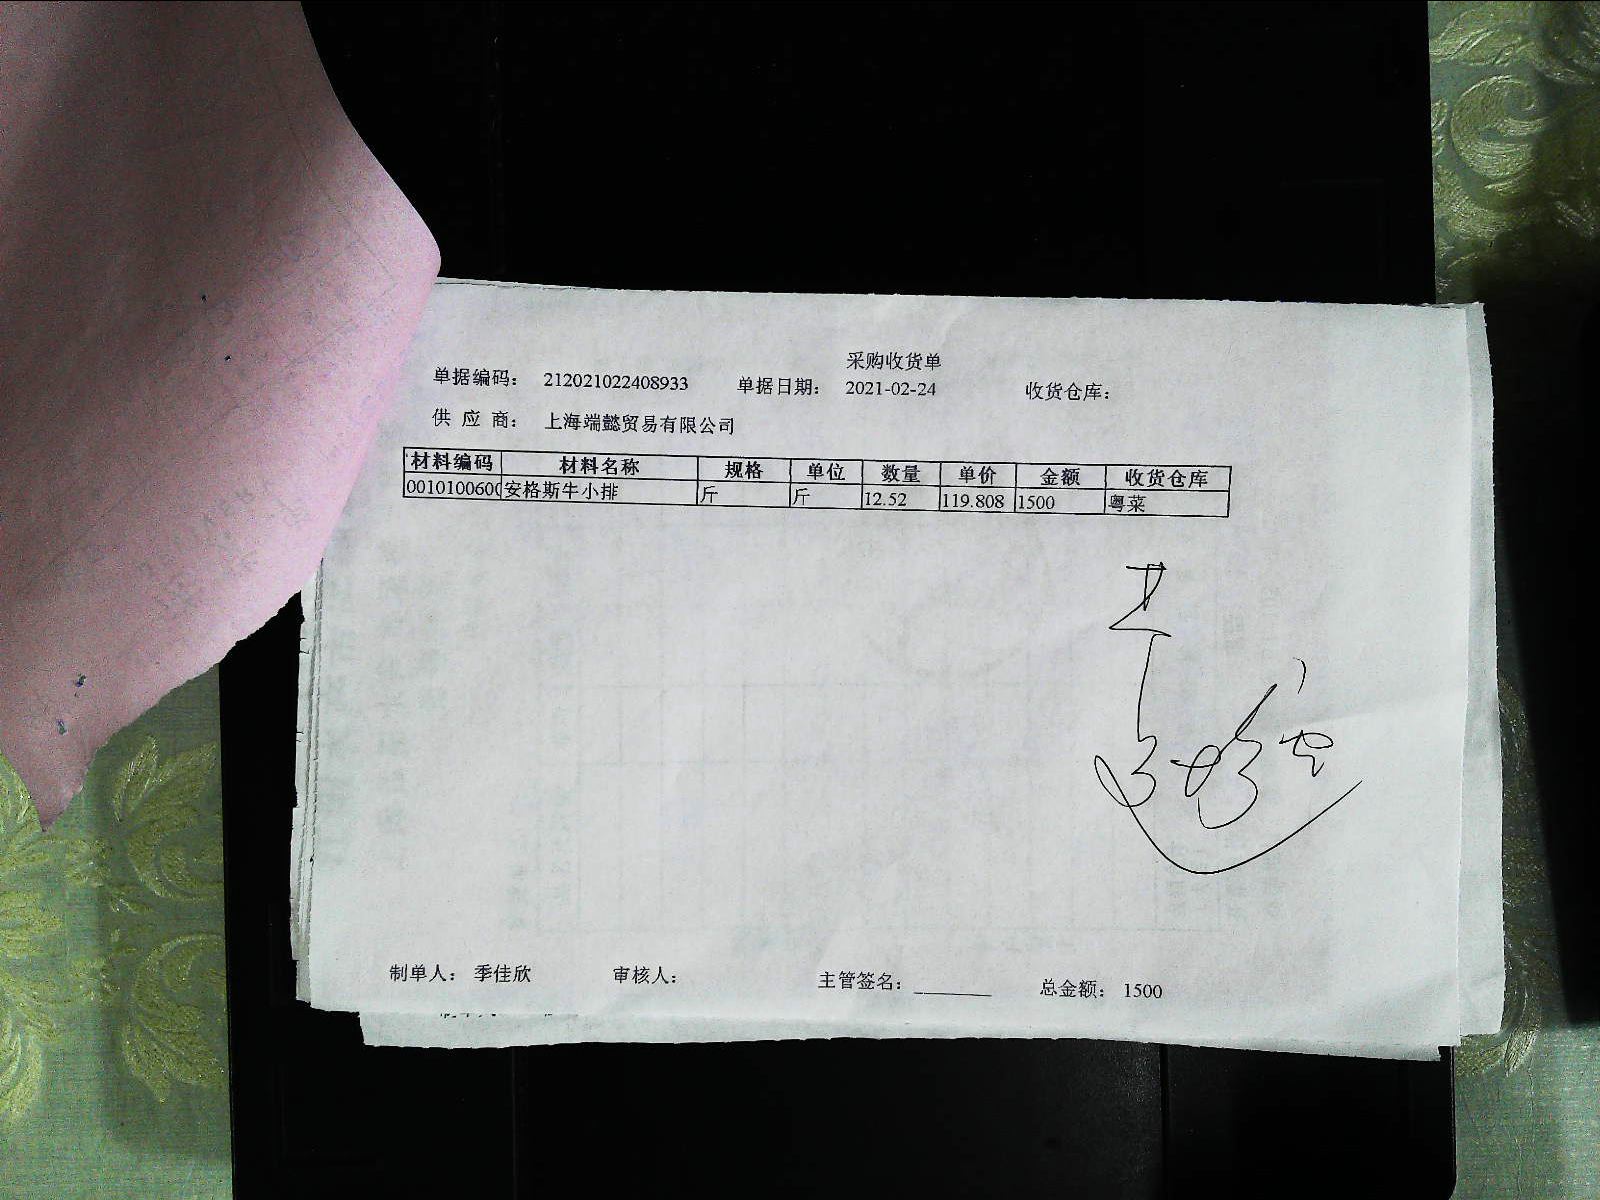 采购收货单
单据编码： 212021022408933 单据日期： 2021-02-24 收货仓库：
供 应 商： 上海端懿贸易有限公司
材料编码 材料名称 规格 单位 数量 单价 金额 收货仓库
0010100600 安格斯牛小排 斤 斤 12.52 119.808 1500 粤菜
制单人： 季佳欣 审核人： 主管签名： 总金额： 1500